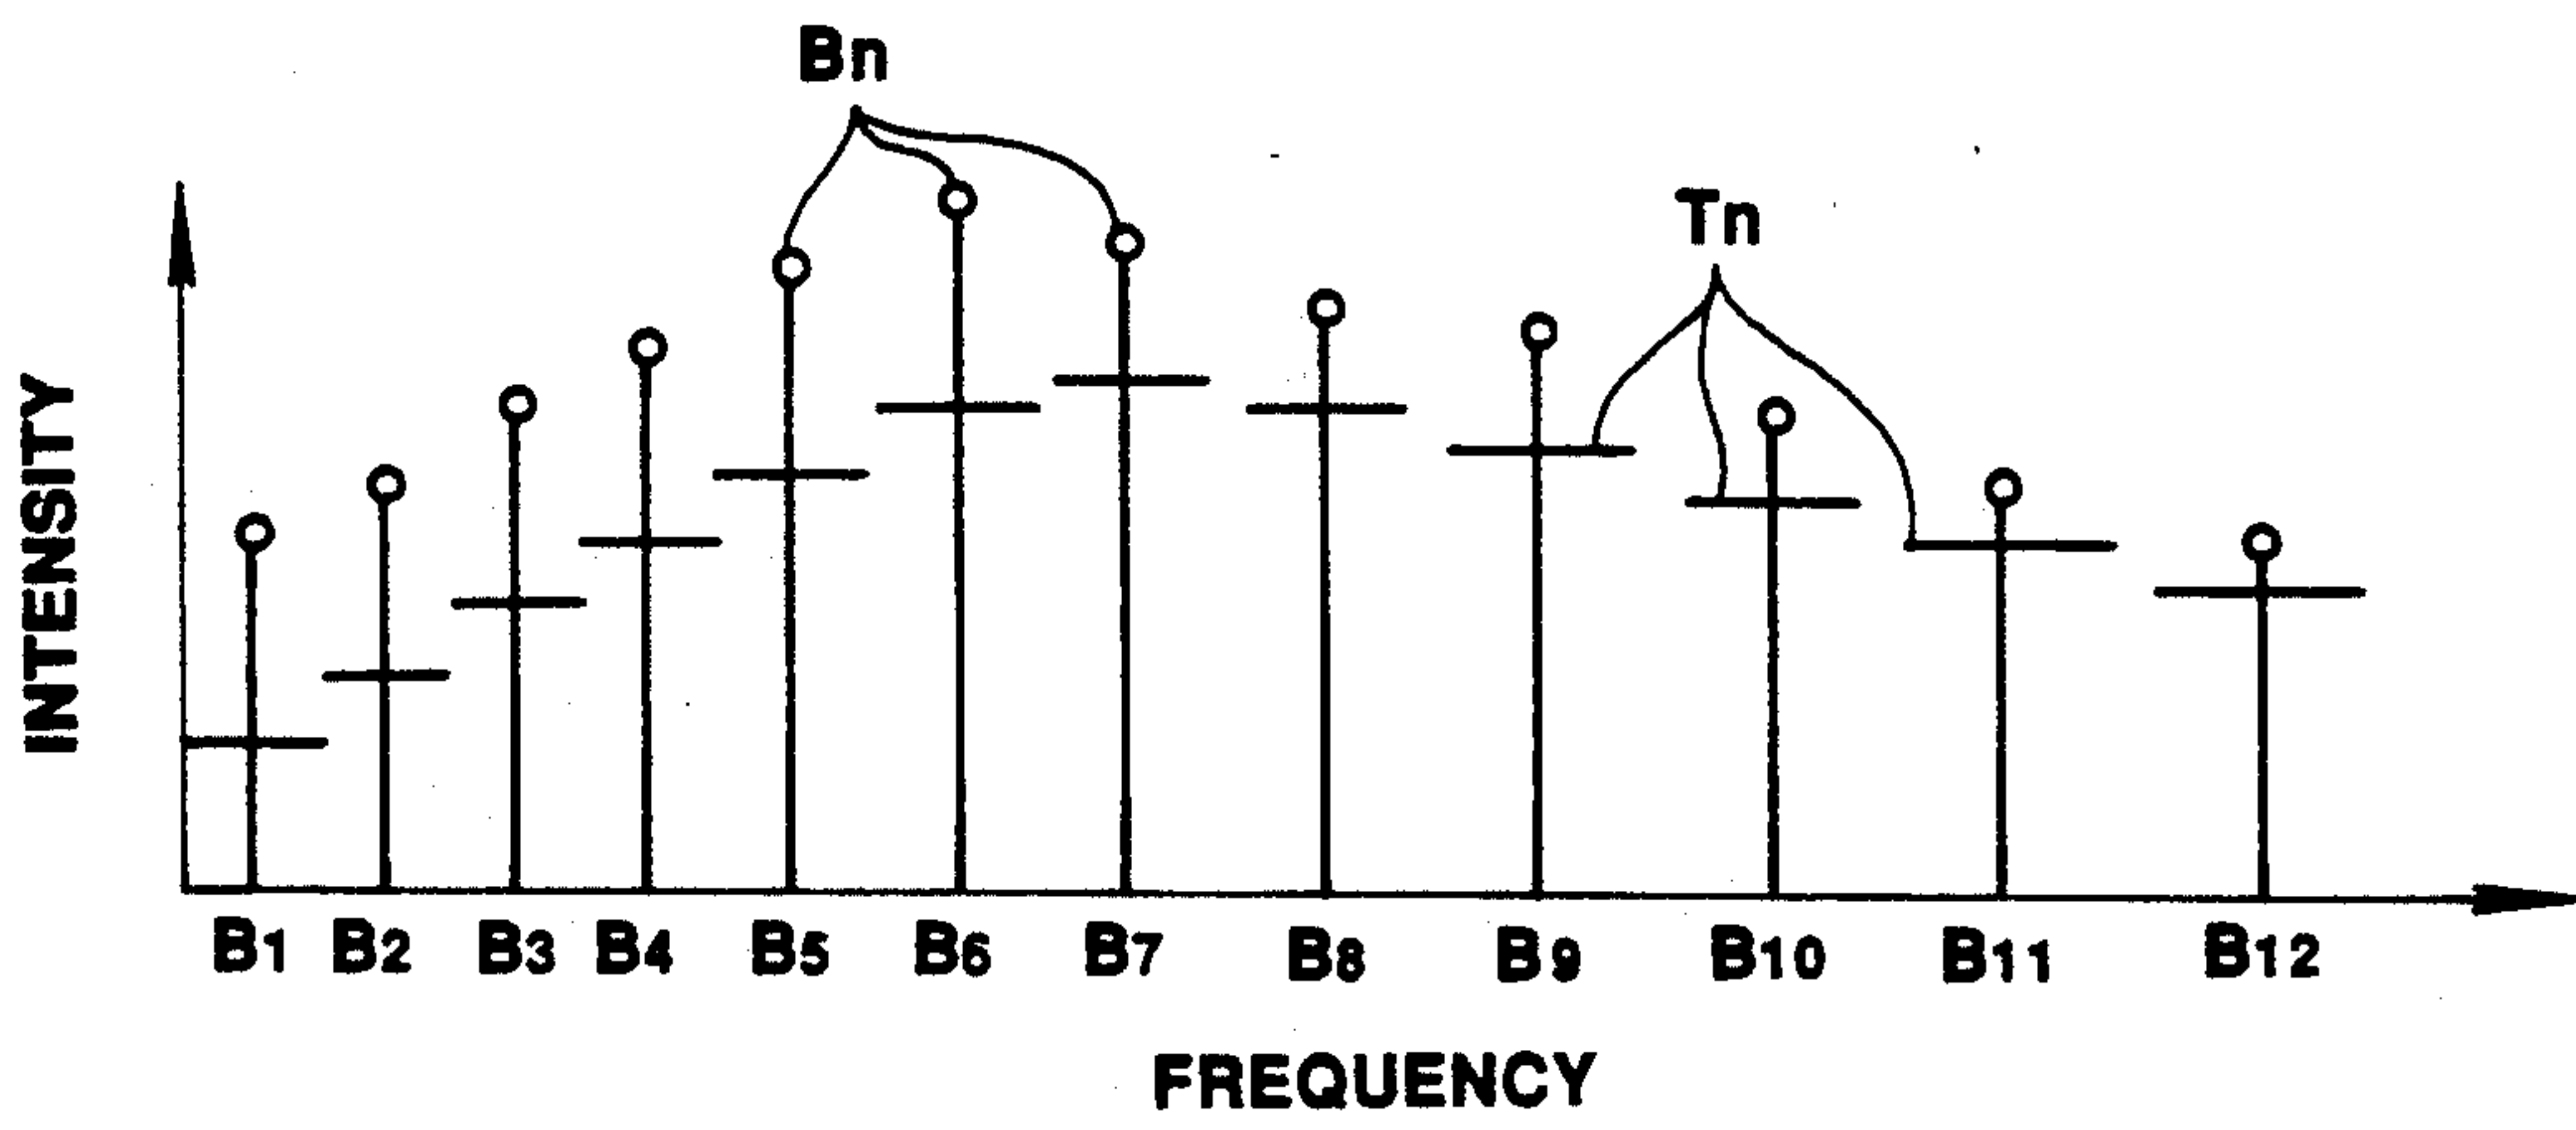 Bn
Tn
INTENSITY
B1 B2 B3 B4 B5 B6 B7 B8 B9 B10 B11 B12
FREQUENCY